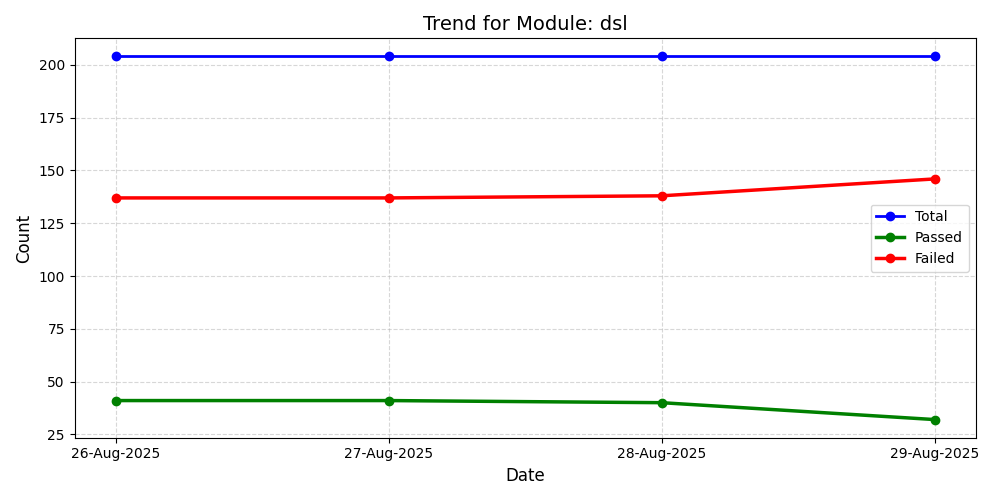 Trend for Module: dsl
Count
200
175
150
125
100
75
50
25
Total
Passed
Failed
26-Aug-2025
27-Aug-2025
28-Aug-2025
29-Aug-2025
Date